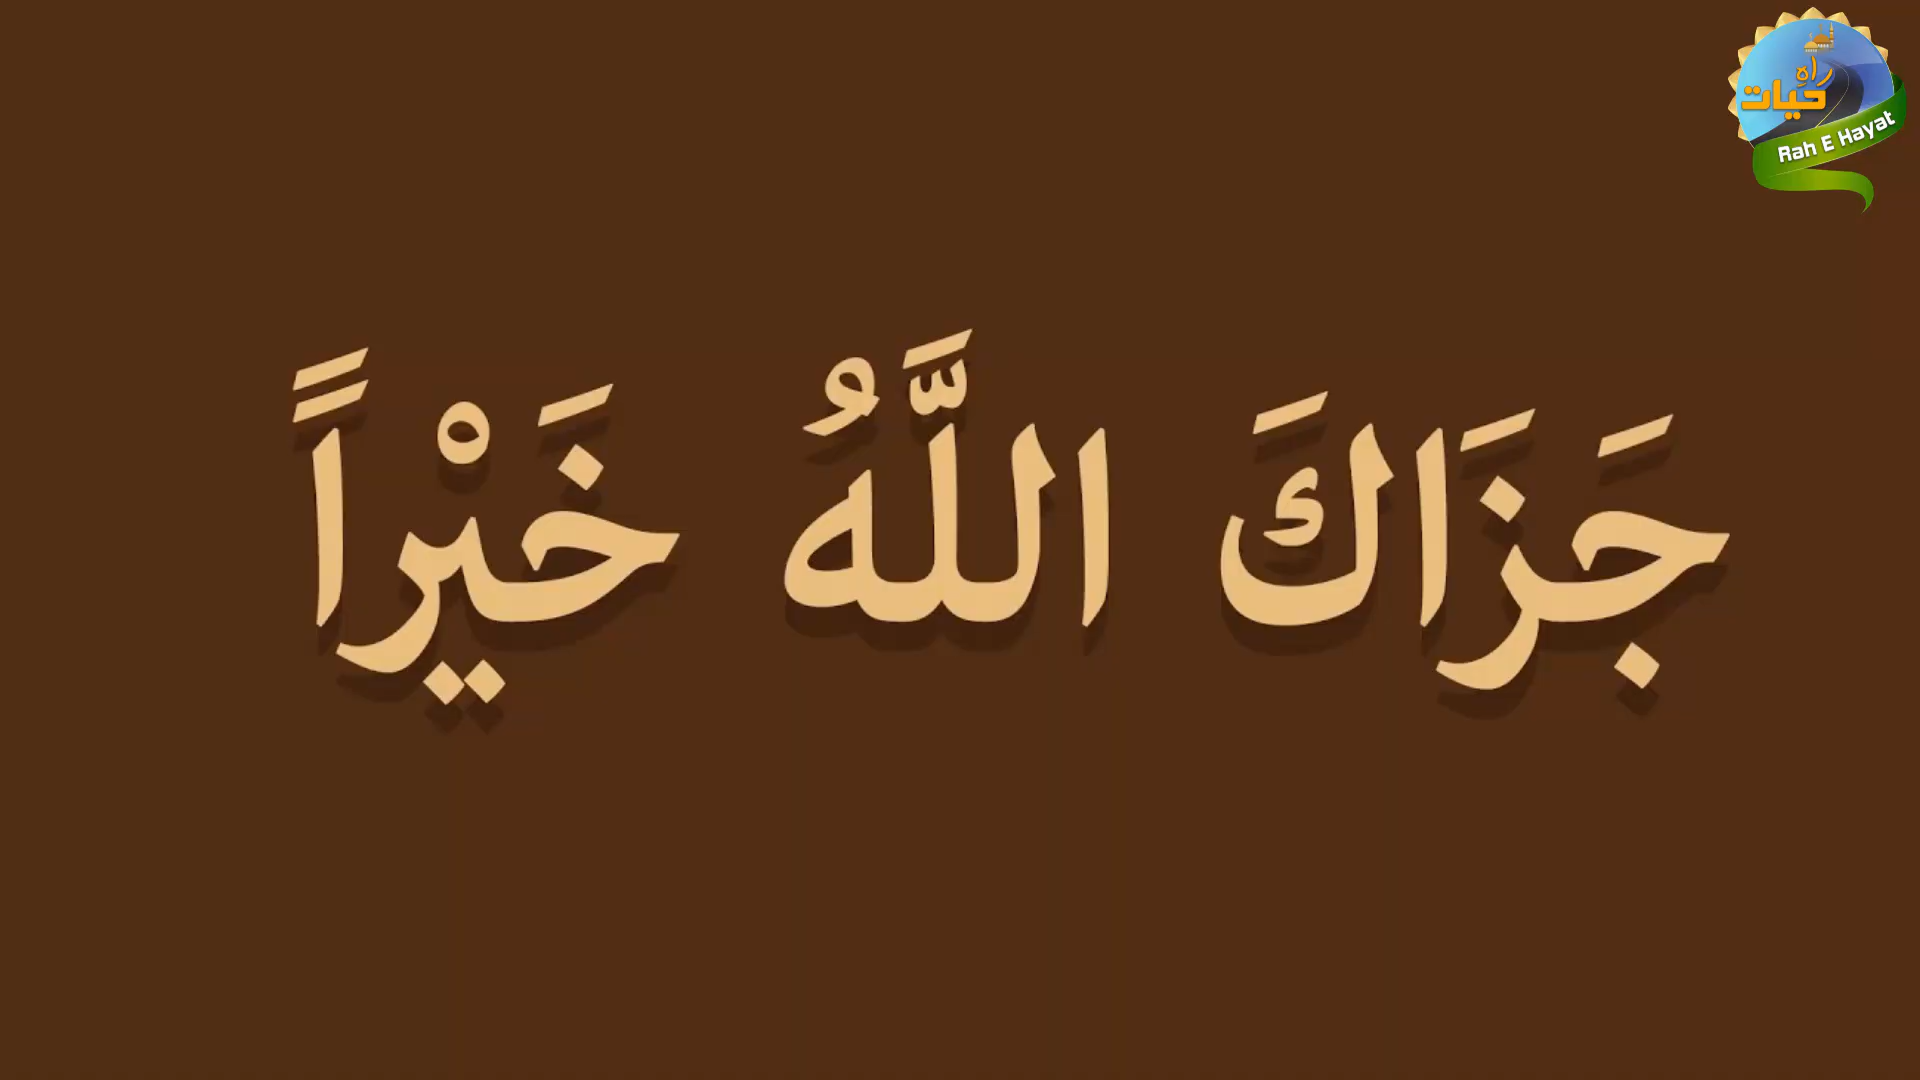 جَزَاكَ اللَّهُ خَيْراً
راہِ
حیات
Rah E Hayat